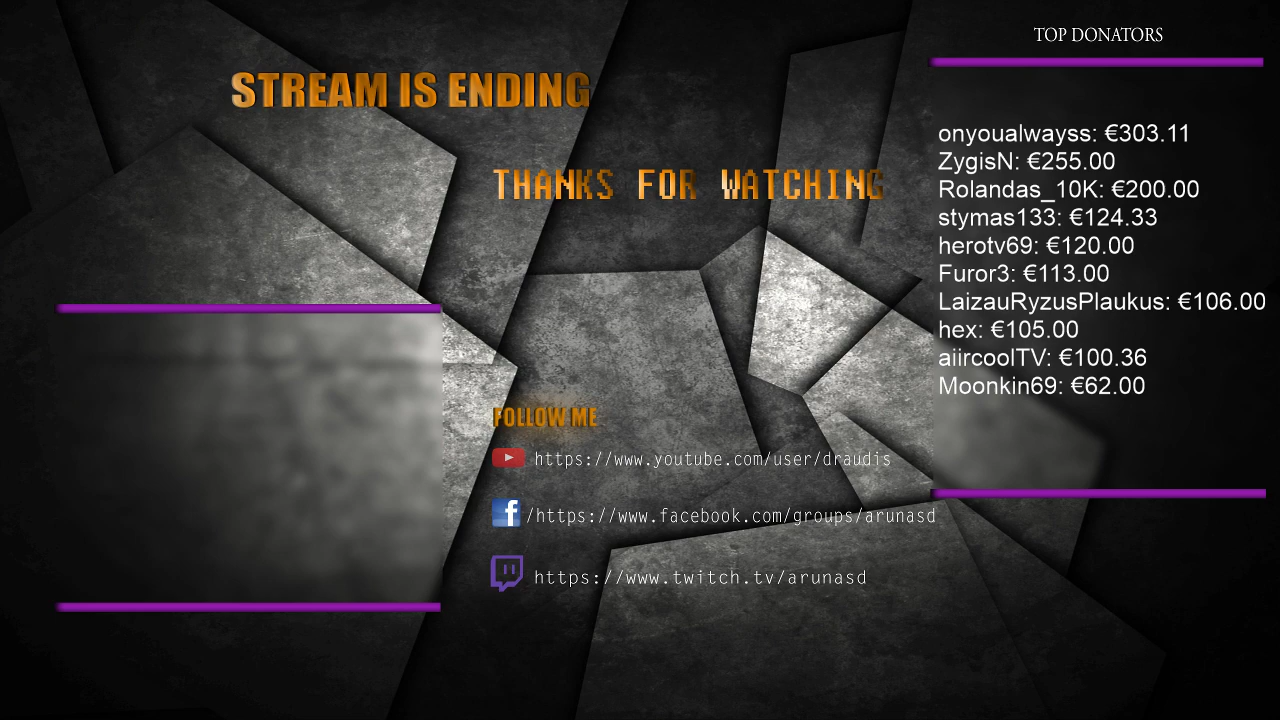 STREAM IS ENDING
THANKS FOR WATCHING
FOLLOW ME
https://www.youtube.com/user/draudis
/https://www.facebook.com/groups/arunasd
https://www.twitch.tv/arunasd
TOP DONATORS
onyoualwayss: €303.11
ZygisN: €255.00
Rolandas_10K: €200.00
stymas133: €124.33
herotv69: €120.00
Furor3: €113.00
LaizauRyzusPlaukus: €106.00
hex: €105.00
aiircoolTV: €100.36
Moonkin69: €62.00